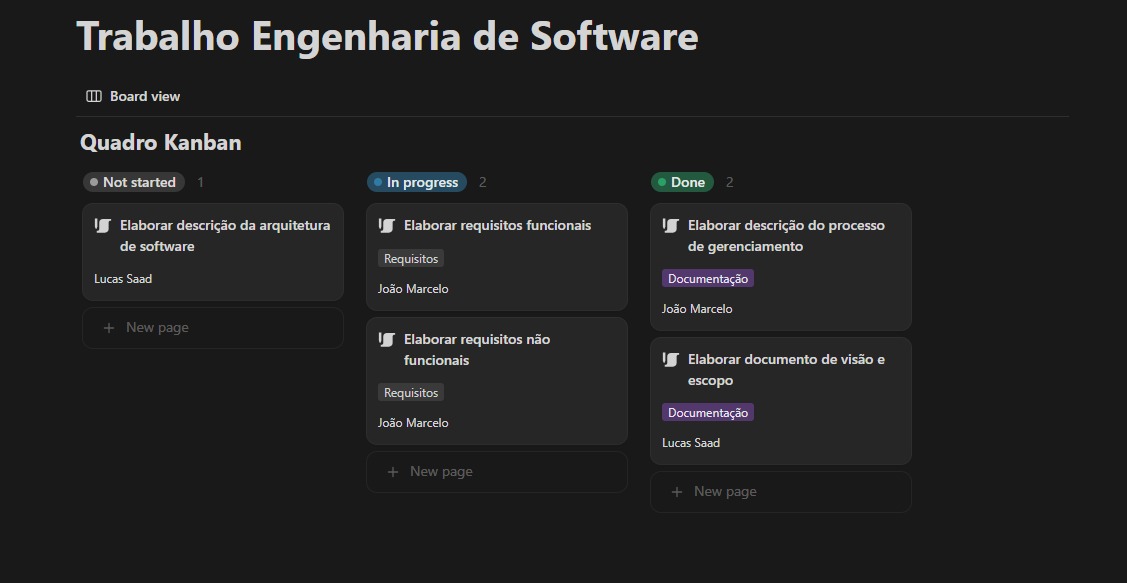 Trabalho Engenharia de Software
Board view
Quadro Kanban
Not started 1
Elaborar descrição da arquitetura
de software
Lucas Saad
New page
In progress 2
Elaborar requisitos funcionais
Requisitos
João Marcelo
Elaborar requisitos não
funcionais
Requisitos
João Marcelo
New page
Done 2
Elaborar descrição do processo
de gerenciamento
Documentação
João Marcelo
Elaborar documento de visão e
escopo
Documentação
Lucas Saad
New page